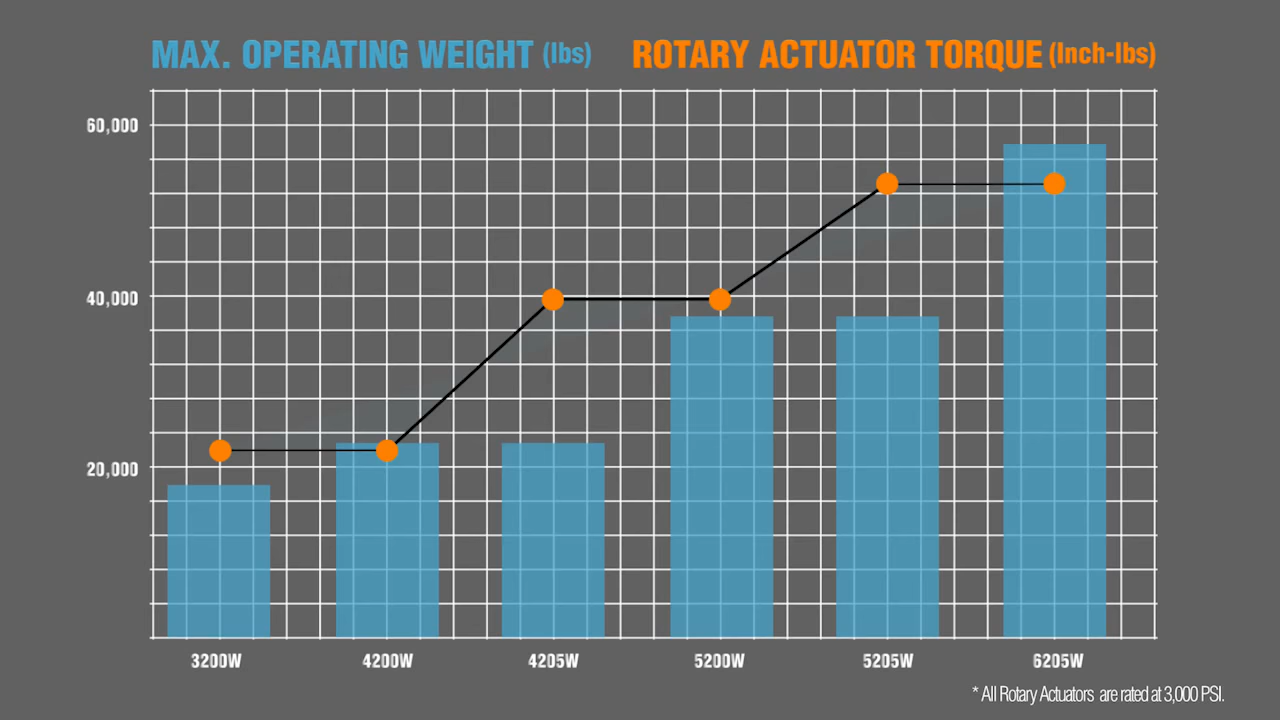 MAX. OPERATING WEIGHT (lbs) ROTARY ACTUATOR TORQUE (Inch-lbs)
60,000
40,000
20,000
3200W 4200W 4205W 5200W 5205W 6205W
* All Rotary Actuators are rated at 3,000 PSI.